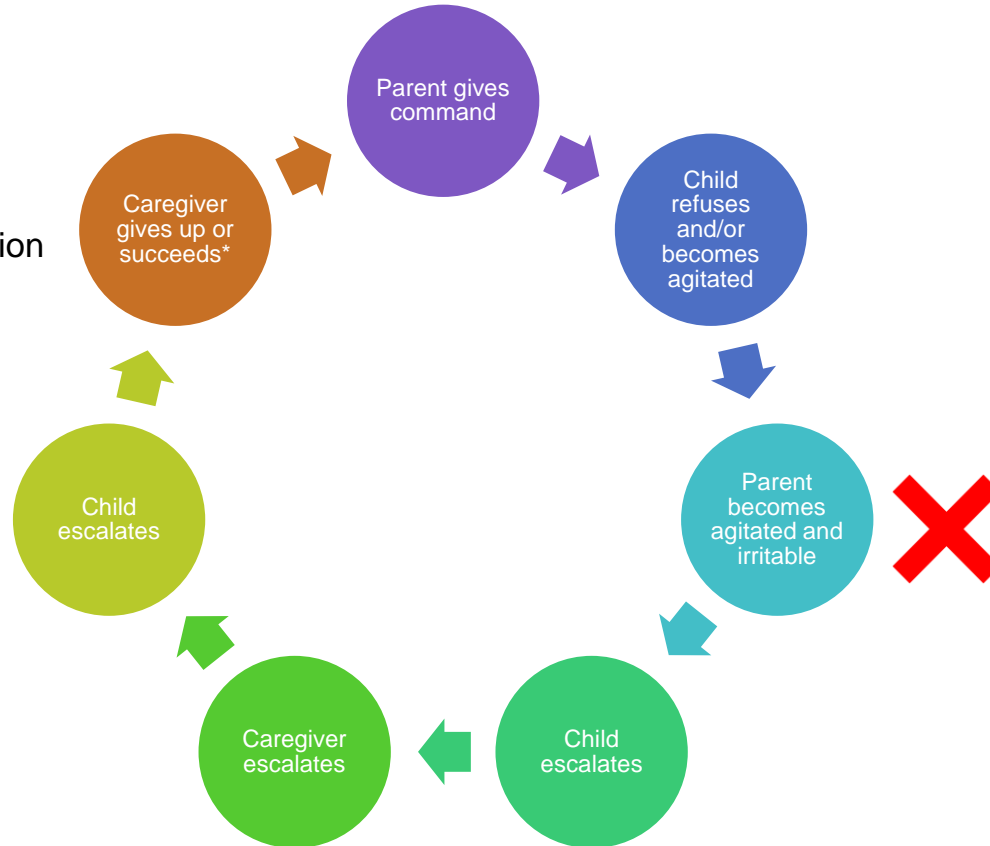 Parent gives
command
Child
refuses
and/or
becomes
agitated
Parent
becomes
agitated and
irritable
Child
escalates
Caregiver
escalates
Child
escalates
Caregiver
gives up or
succeeds*
ion